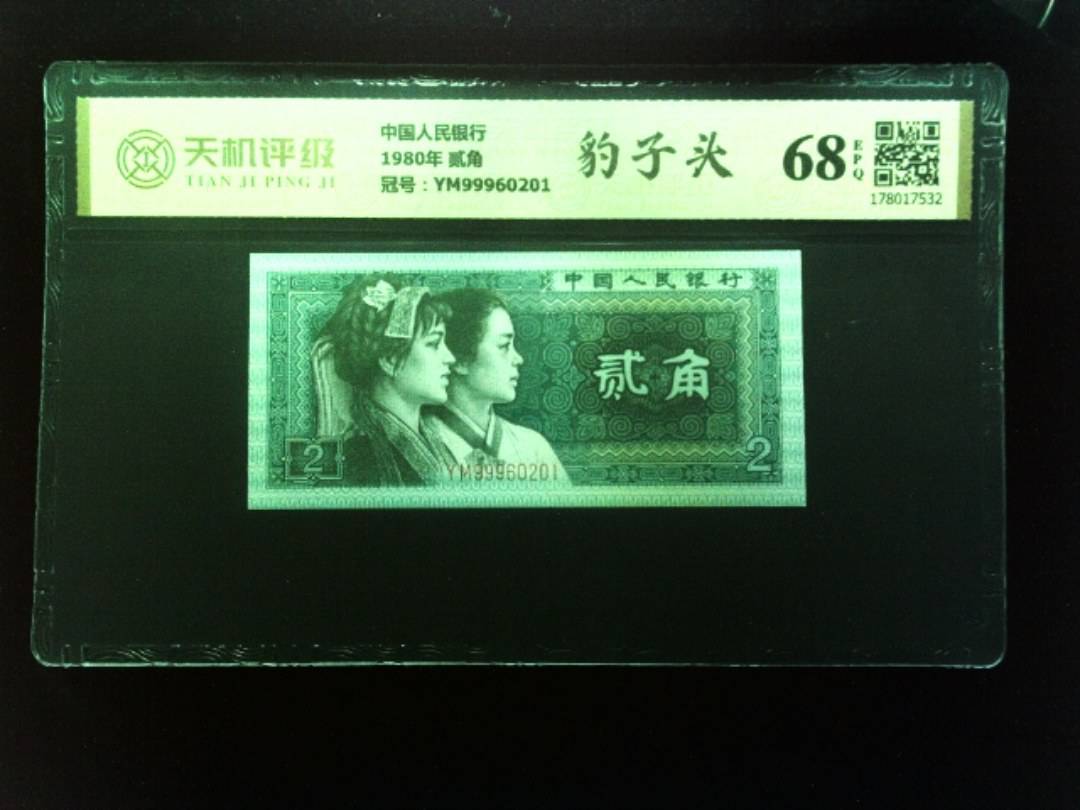 天机评级
TIAN JI PING JI
中国人民银行
1980年 贰角
冠号：YM99960201
豹子头
68
EPQ
178017532
中国人民银行
贰角
2
2
YM99960201